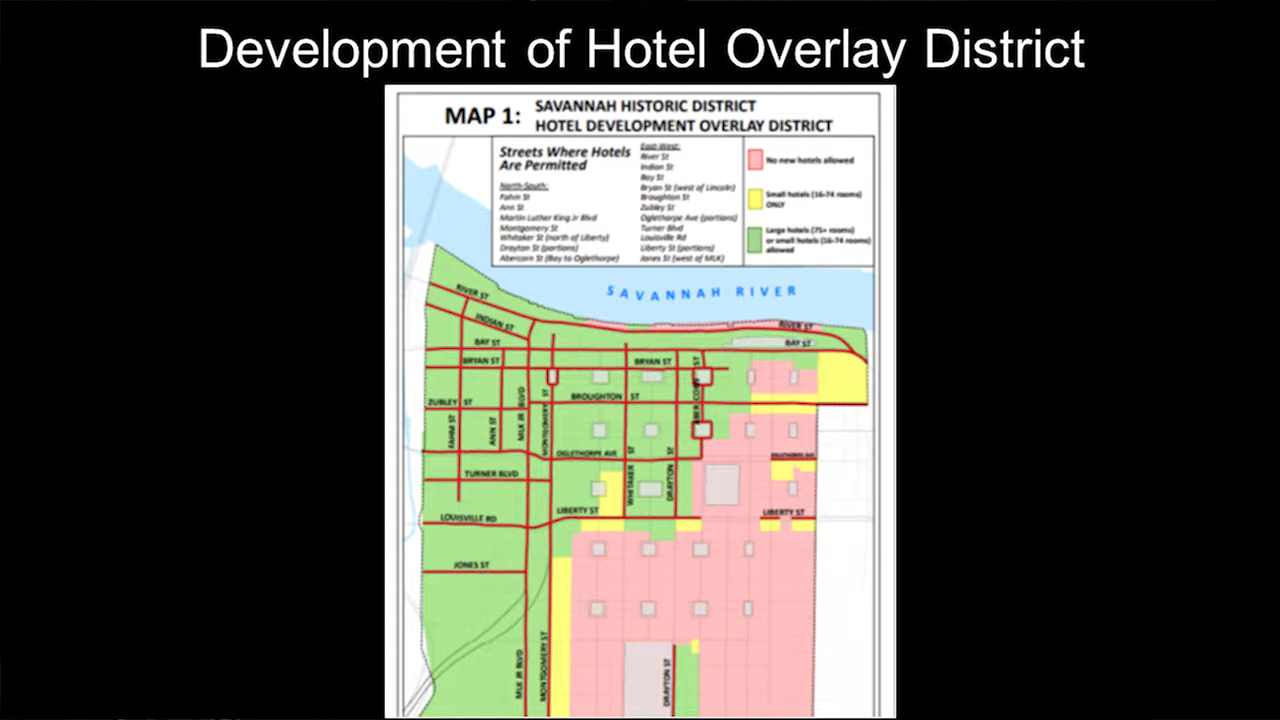 Development of Hotel Overlay District
MAP 1:
SAVANNAH HISTORIC DISTRICT
HOTEL DEVELOPMENT OVERLAY DISTRICT
Streets Where Hotels
Are Permitted
North-South:
Fahm St
Ann St
Martin Luther King Jr Blvd
Montgomery St
Whitaker St (north of Liberty)
Drayton St (portions)
Abercorn St (Bay to Oglethorpe)
East-West:
River St
Indian St
Bay St
Bryan St (west of Lincoln)
Broughton St
Zubley St
Oglethorpe Ave (portions)
Turner Blvd
Louisville Rd
Liberty St (portions)
Jones St (west of MLK)
No new hotels allowed
Small hotels (16-74 rooms)
ONLY
Large hotels (75+ rooms)
or small hotels (16-74 rooms)
allowed
SAVANNAH RIVER
RIVER ST
RIVER ST
INDIAN ST
BAY ST
BAY ST
BRYAN ST
BRYAN ST
ZUBLEY ST
BROUGHTON ST
FAHM ST
ANN ST
MLK JR BLVD
MONTGOMERY ST
ABERCORN ST
OGLETHORPE AVE
OGLETHORPE AVE
WHITAKER ST
DRAYTON ST
TURNER BLVD
LIBERTY ST
LIBERTY ST
LOUISVILLE RD
JONES ST
MLK JR BLVD
MONTGOMERY ST
DRAYTON ST